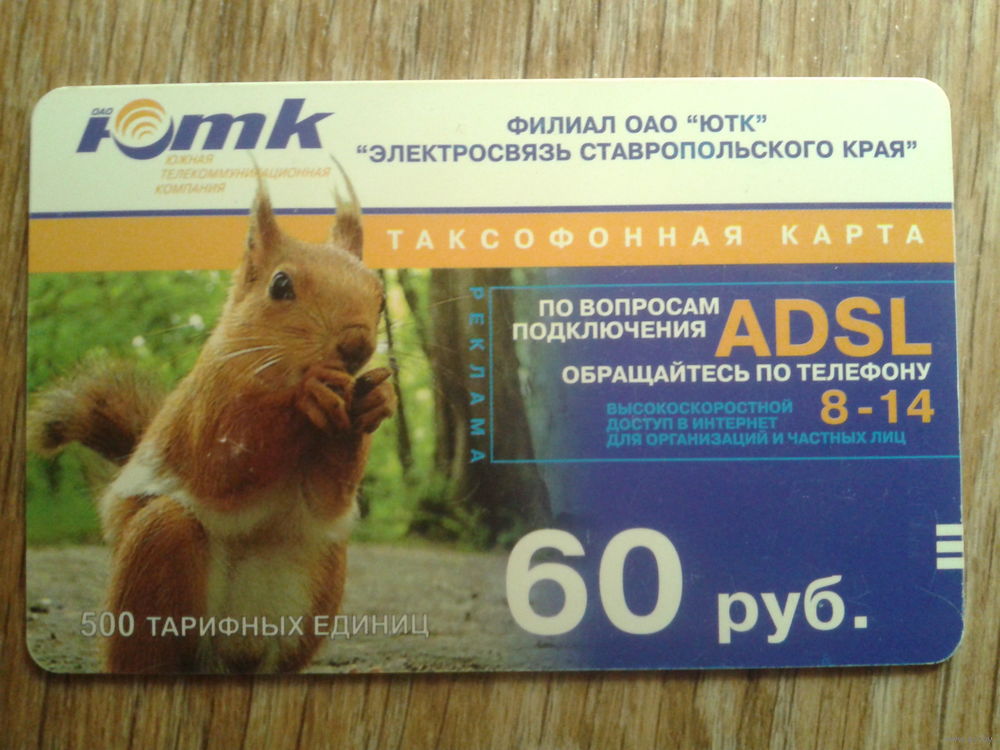 ОАО
Ютк
ЮЖНАЯ
ТЕЛЕКОММУНИКАЦИОННАЯ
КОМПАНИЯ
ФИЛИАЛ ОАО “ЮТК”
“ЭЛЕКТРОСВЯЗЬ СТАВРОПОЛЬСКОГО КРАЯ”
ТАКСОФОННАЯ КАРТА
РЕКЛАМА
ПО ВОПРОСАМ
ПОДКЛЮЧЕНИЯ ADSL
ОБРАЩАЙТЕСЬ ПО ТЕЛЕФОНУ
8-14
ВЫСОКОСКОРОСТНОЙ
ДОСТУП В ИНТЕРНЕТ
ДЛЯ ОРГАНИЗАЦИЙ И ЧАСТНЫХ ЛИЦ
60 руб.
500 ТАРИФНЫХ ЕДИНИЦ